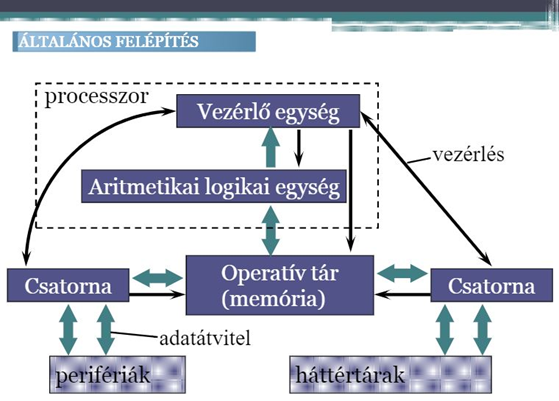 ÁLTALÁNOS FELÉPÍTÉS
processzor
Vezérlő egység
vezérlés
Aritmetikai logikai egység
Csatorna
Operatív tár
(memória)
Csatorna
adatátvitel
perifériák
háttértárak